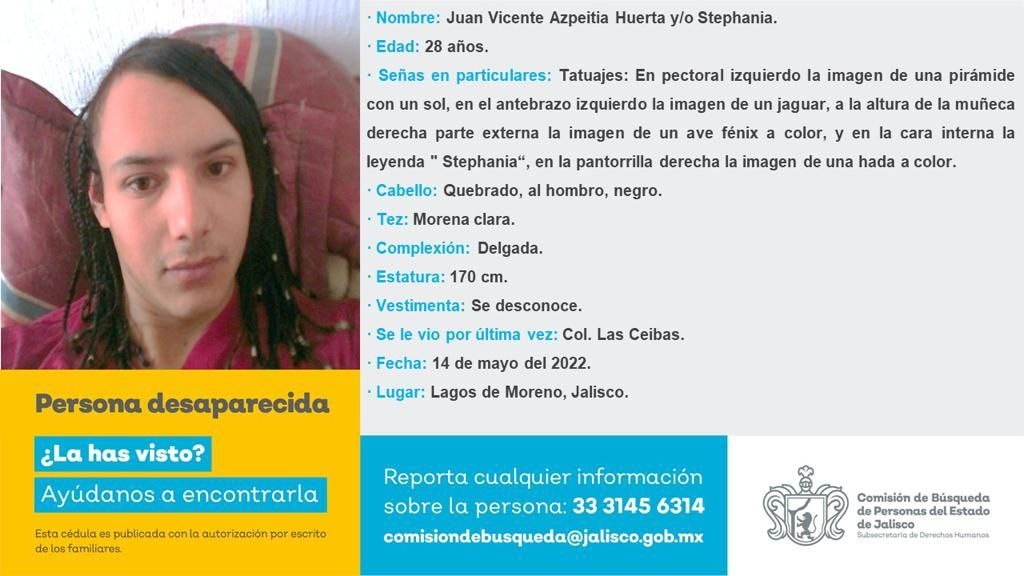 · Nombre: Juan Vicente Azpeitia Huerta y/o Stephania.
· Edad: 28 años.
· Señas en particulares: Tatuajes: En pectoral izquierdo la imagen de una pirámide
con un sol, en el antebrazo izquierdo la imagen de un jaguar, a la altura de la muñeca
derecha parte externa la imagen de un ave fénix a color, y en la cara interna la
leyenda " Stephania“, en la pantorrilla derecha la imagen de una hada a color.
· Cabello: Quebrado, al hombro, negro.
· Tez: Morena clara.
· Complexión: Delgada.
· Estatura: 170 cm.
· Vestimenta: Se desconoce.
· Se le vio por última vez: Col. Las Ceibas.
· Fecha: 14 de mayo del 2022.
· Lugar: Lagos de Moreno, Jalisco.
Persona desaparecida
¿La has visto?
Ayúdanos a encontrarla
Esta cédula es publicada con la autorización por escrito
de los familiares.
Reporta cualquier información
sobre la persona: 33 3145 6314
comisiondebusqueda@jalisco.gob.mx
Comisión de Búsqueda
de Personas del Estado
de Jalisco
Subsecretaría de Derechos Humanos